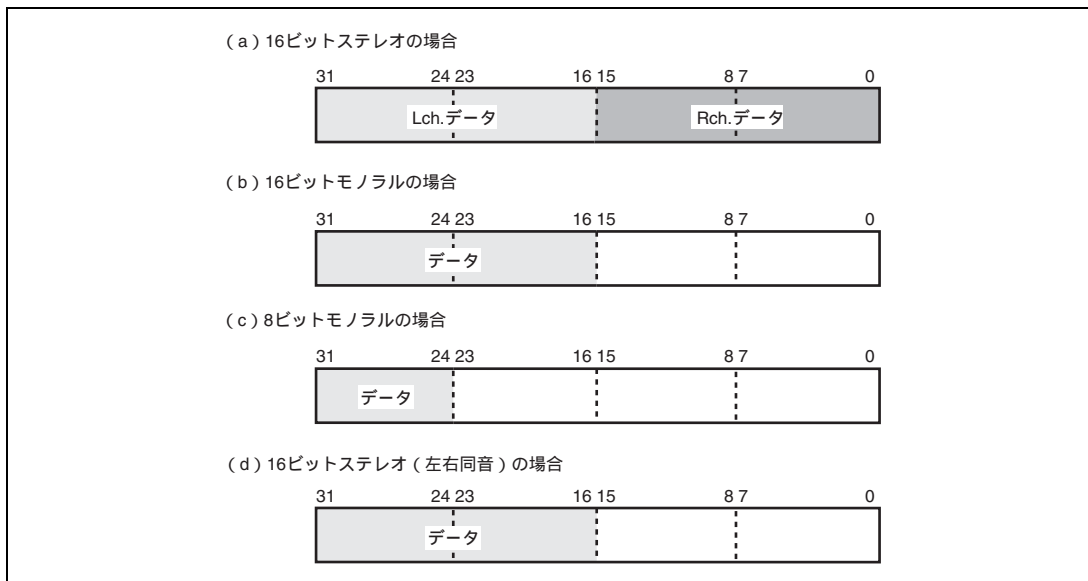 (a)16ビットステレオの場合
31 24 23 16 15 8 7 0
Lch.データ Rch.データ
(b)16ビットモノラルの場合
31 24 23 16 15 8 7 0
データ
(c)8ビットモノラルの場合
31 24 23 16 15 8 7 0
データ
(d)16ビットステレオ(左右同音)の場合
31 24 23 16 15 8 7 0
データ